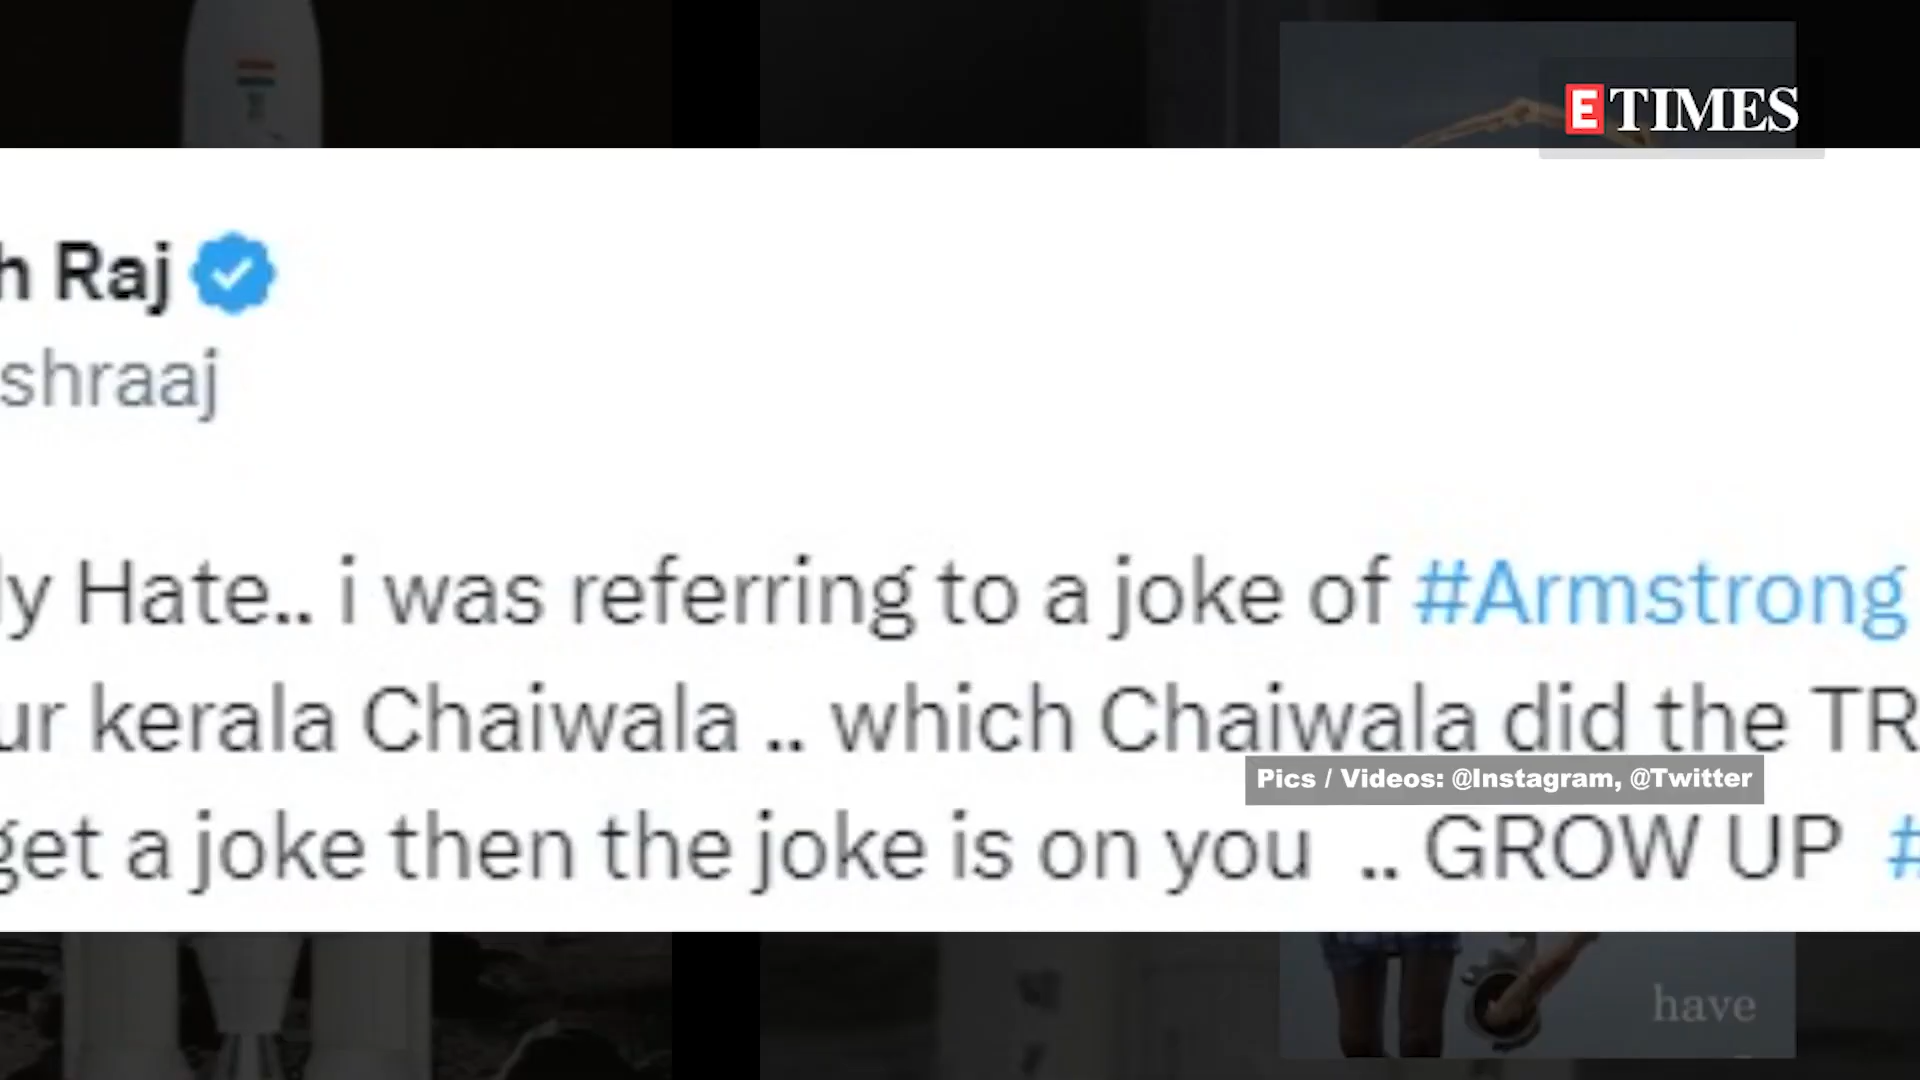 ETIMES
h Raj
shraaj
ly Hate.. i was referring to a joke of #Armstrong
ur kerala Chaiwala .. which Chaiwala did the TR
Pics / Videos: @Instagram, @Twitter
get a joke then the joke is on you .. GROW UP #
have